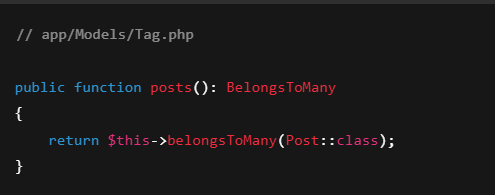 // app/Models/Tag.php
public function posts(): BelongsToMany
{
    return $this->belongsToMany(Post::class);
}